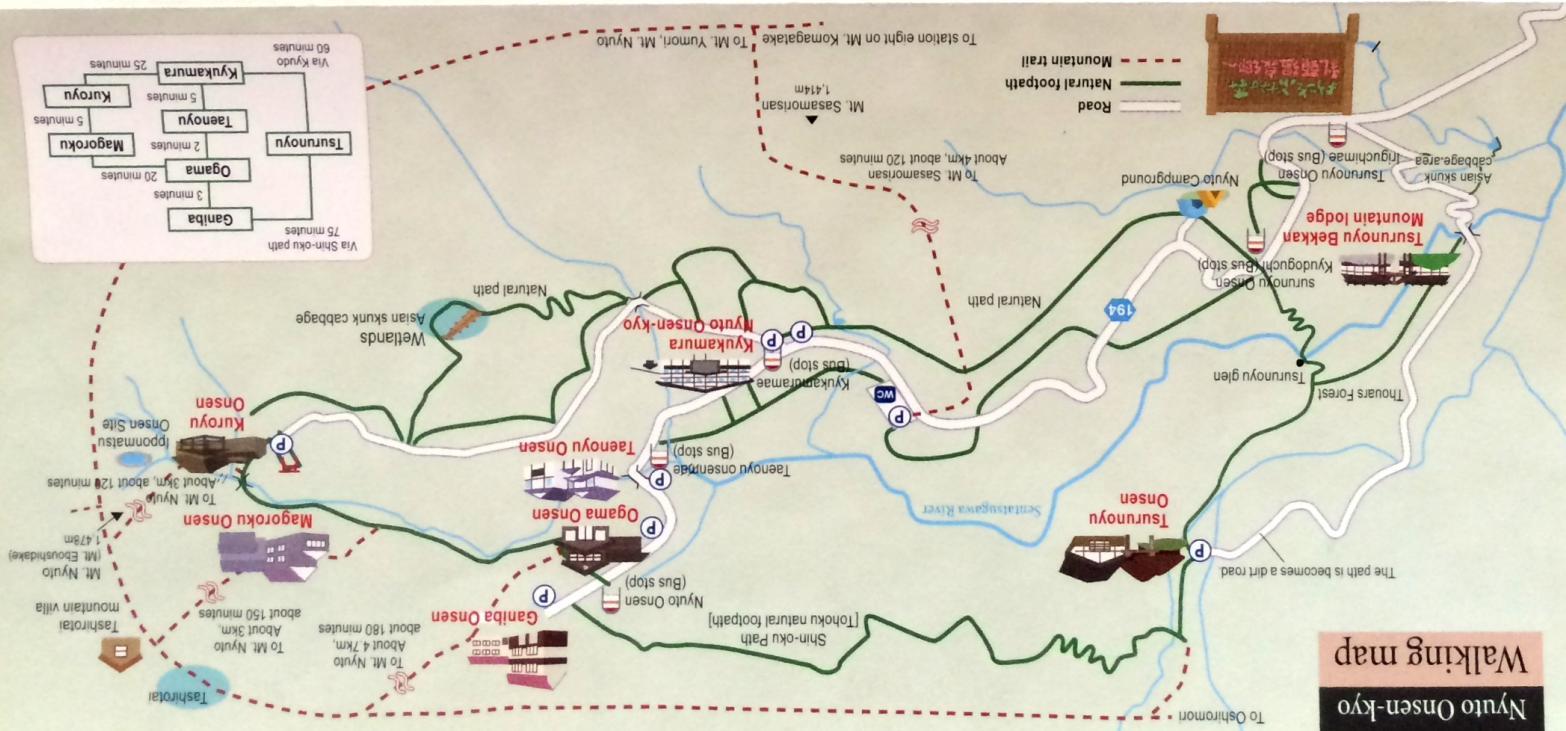 Nyuto Onsen-kyo
Walking map
To Oshiromori
The path is becomes a dirt road
Tsurunoyu
Onsen
Shin-oku Path
[Tohoku natural footpath]
Ganiba Onsen
Nyuto Onsen
(Bus stop)
To Mt. Nyuto
About 4.7km,
about 180 minutes
To Mt. Nyuto
About 3km,
about 150 minutes
Tashirotai
Tashirotai
mountain villa
Mt. Nyuto
(Mt. Eboushidake)
1,478m
Ogama Onsen
Magoroku Onsen
Sentatsugawa River
Taenoyu onsenmae
(Bus stop)
Taenoyu Onsen
To Mt. Nyuto
About 3km, about 120 minutes
Ipponmatsu
Onsen Site
Kuroyu
Onsen
P
P
P
P
P
P
P
P
WC
Thouars Forest
Tsurunoyu glen
Kyukamuramae
(Bus stop)
Kyukamura
Nyuto Onsen-kyo
Wetlands
Asian skunk cabbage
Natural path
194
Natural path
Tsurunoyu Bekkan
Mountain lodge
surunoyu Onsen,
Kyudoguchi (Bus stop)
Nyuto Campground
Asian skunk
cabbage-area
Tsurunoyu Onsen
Iriguchimae (Bus stop)
To Mt. Sasamorisan
About 4km, about 120 minutes
Mt. Sasamorisan
1,414m
Road
Natural footpath
Mountain trail
To station eight on Mt. Komagatake
To Mt. Yumori, Mt. Nyuto
Via Shin-oku path
75 minutes
Ganiba
3 minutes
Ogama
20 minutes
Magoroku
Tsurunoyu
2 minutes
Taenoyu
5 minutes
5 minutes
Kuroyu
Kyukamura
25 minutes
Via Kyudo
60 minutes